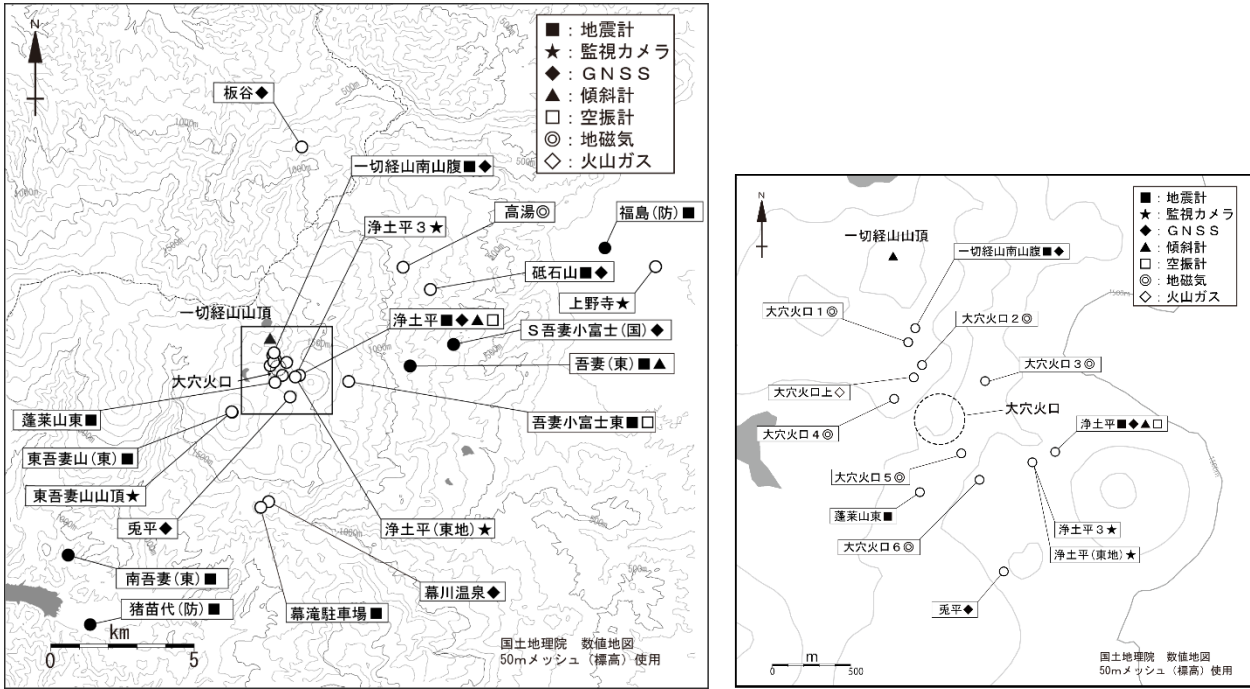 N
■：地震計
★：監視カメラ
◆：ＧＮＳＳ
▲：傾斜計
□：空振計
◎：地磁気
◇：火山ガス
板谷◆
一切経山南山腹■◆
高湯◎
福島(防)■
浄土平３★
砥石山■◆
上野寺★
一切経山山頂
浄土平■◆▲□
Ｓ吾妻小富士(国)◆
吾妻(東)■▲
大穴火口
蓬莱山東■
吾妻小富士東■□
東吾妻山(東)■
東吾妻山山頂★
兎平◆
浄土平(東地)★
南吾妻(東)■
幕川温泉◆
猪苗代(防)■
幕滝駐車場■
km
0 5
国土地理院　数値地図
50ｍメッシュ（標高）使用
500m
1000m
1000m
1000m
500m
1000m
500m
1000m
500m
500m
N
■：地震計
★：監視カメラ
◆：ＧＮＳＳ
▲：傾斜計
□：空振計
◎：地磁気
◇：火山ガス
一切経山山頂
一切経山南山腹■◆
大穴火口１◎
大穴火口２◎
大穴火口３◎
大穴火口上◇
大穴火口
大穴火口４◎
浄土平■◆▲□
大穴火口５◎
蓬莱山東■
浄土平３★
大穴火口６◎
浄土平(東地)★
兎平◆
m
0 500
国土地理院　数値地図
50ｍメッシュ（標高）使用